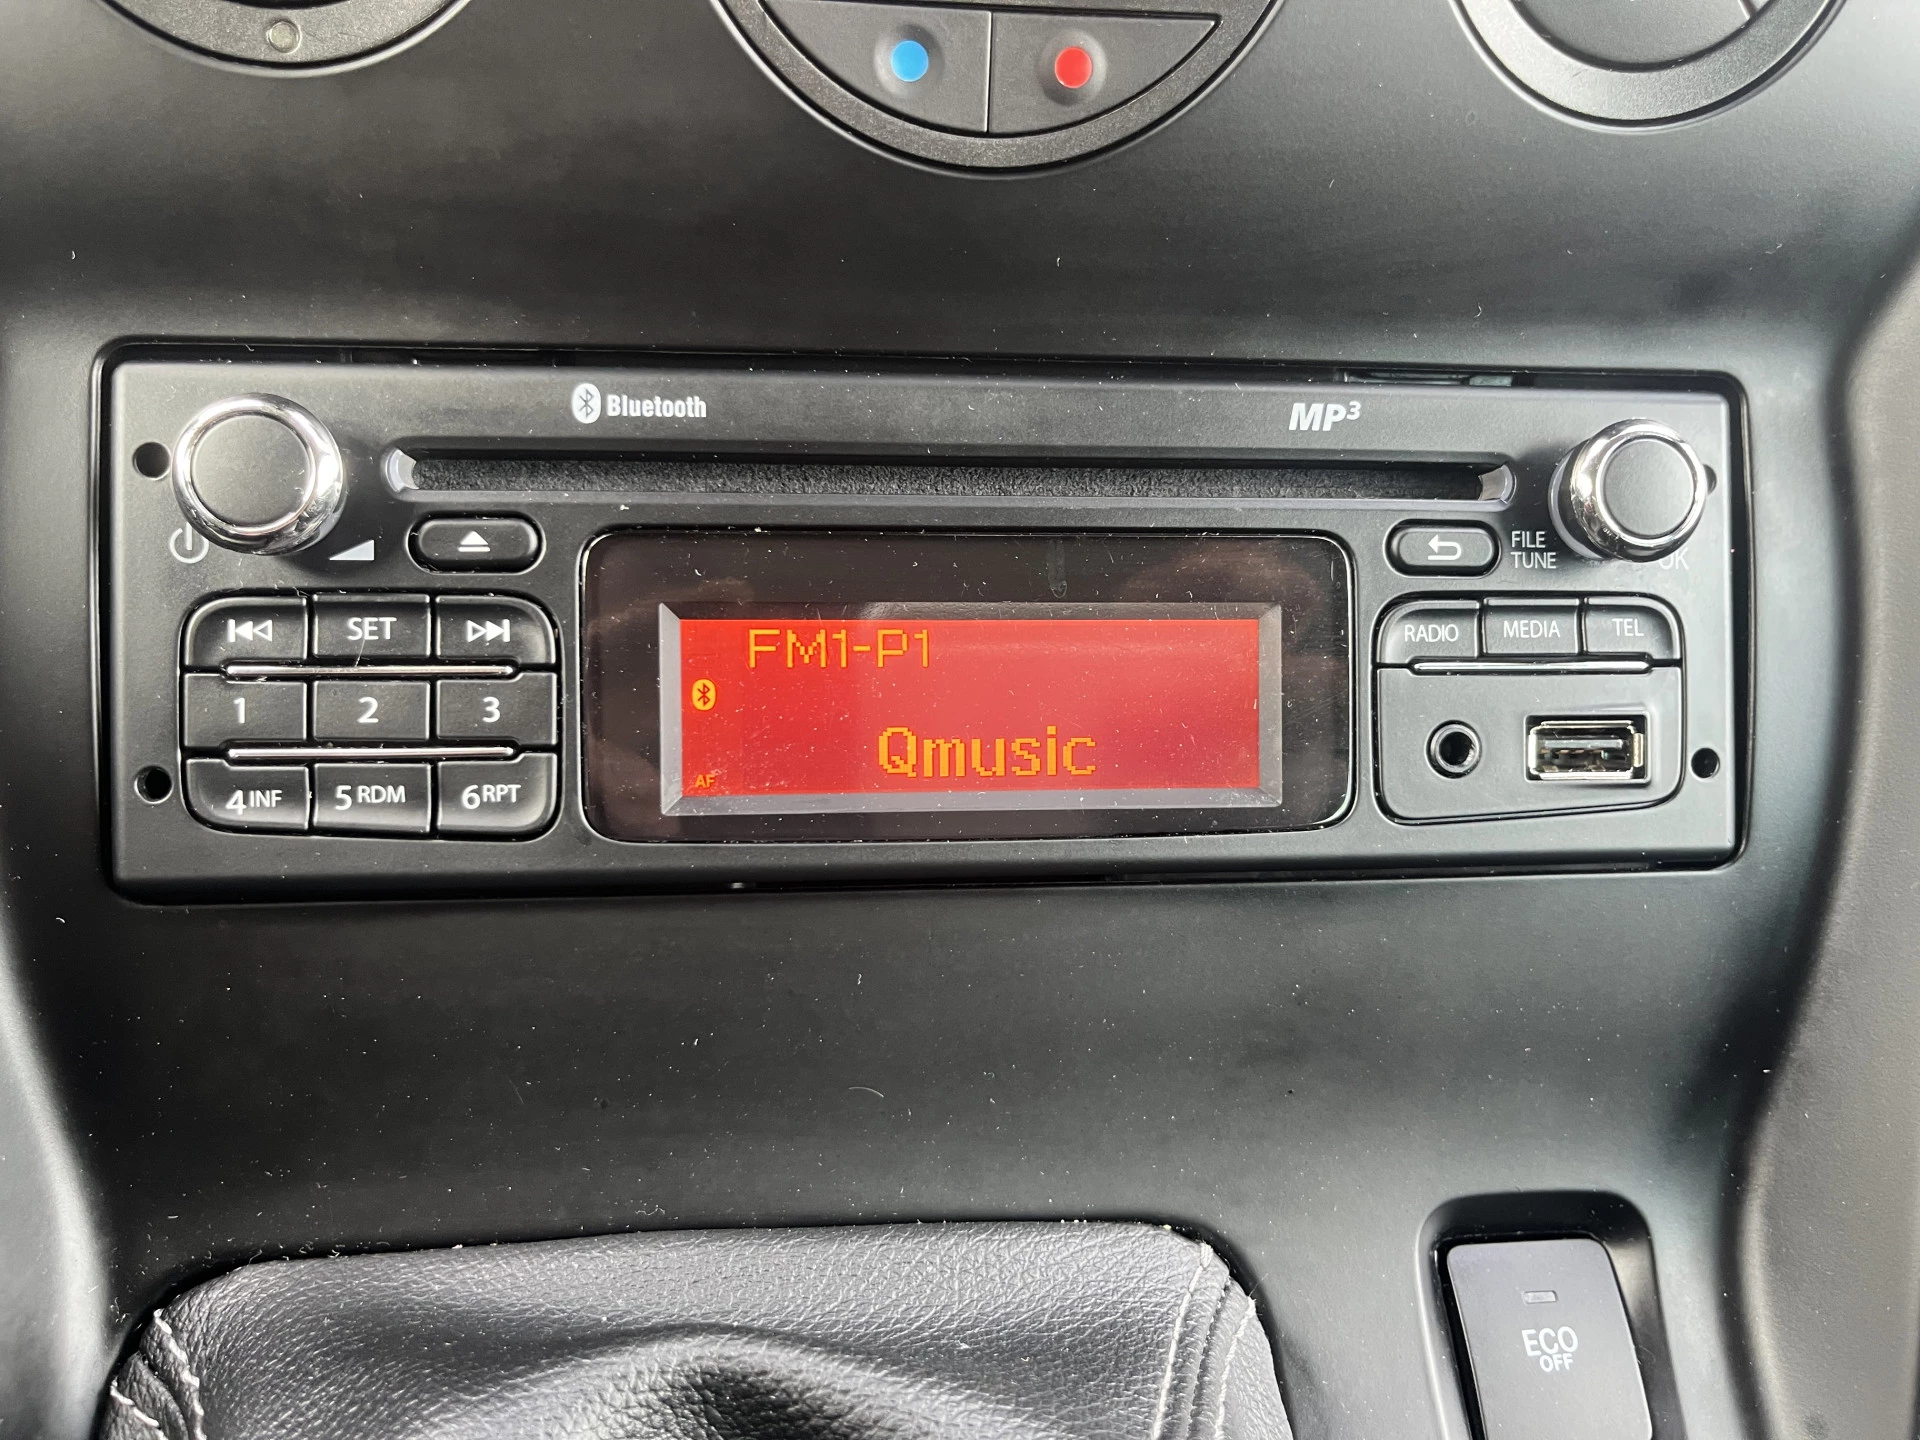 Bluetooth
MP3
FILE
TUNE
OK
SET
1
2
3
4 INF
5 RDM
6 RPT
FM1-P1
Qmusic
AF
RADIO
MEDIA
TEL
ECO
OFF